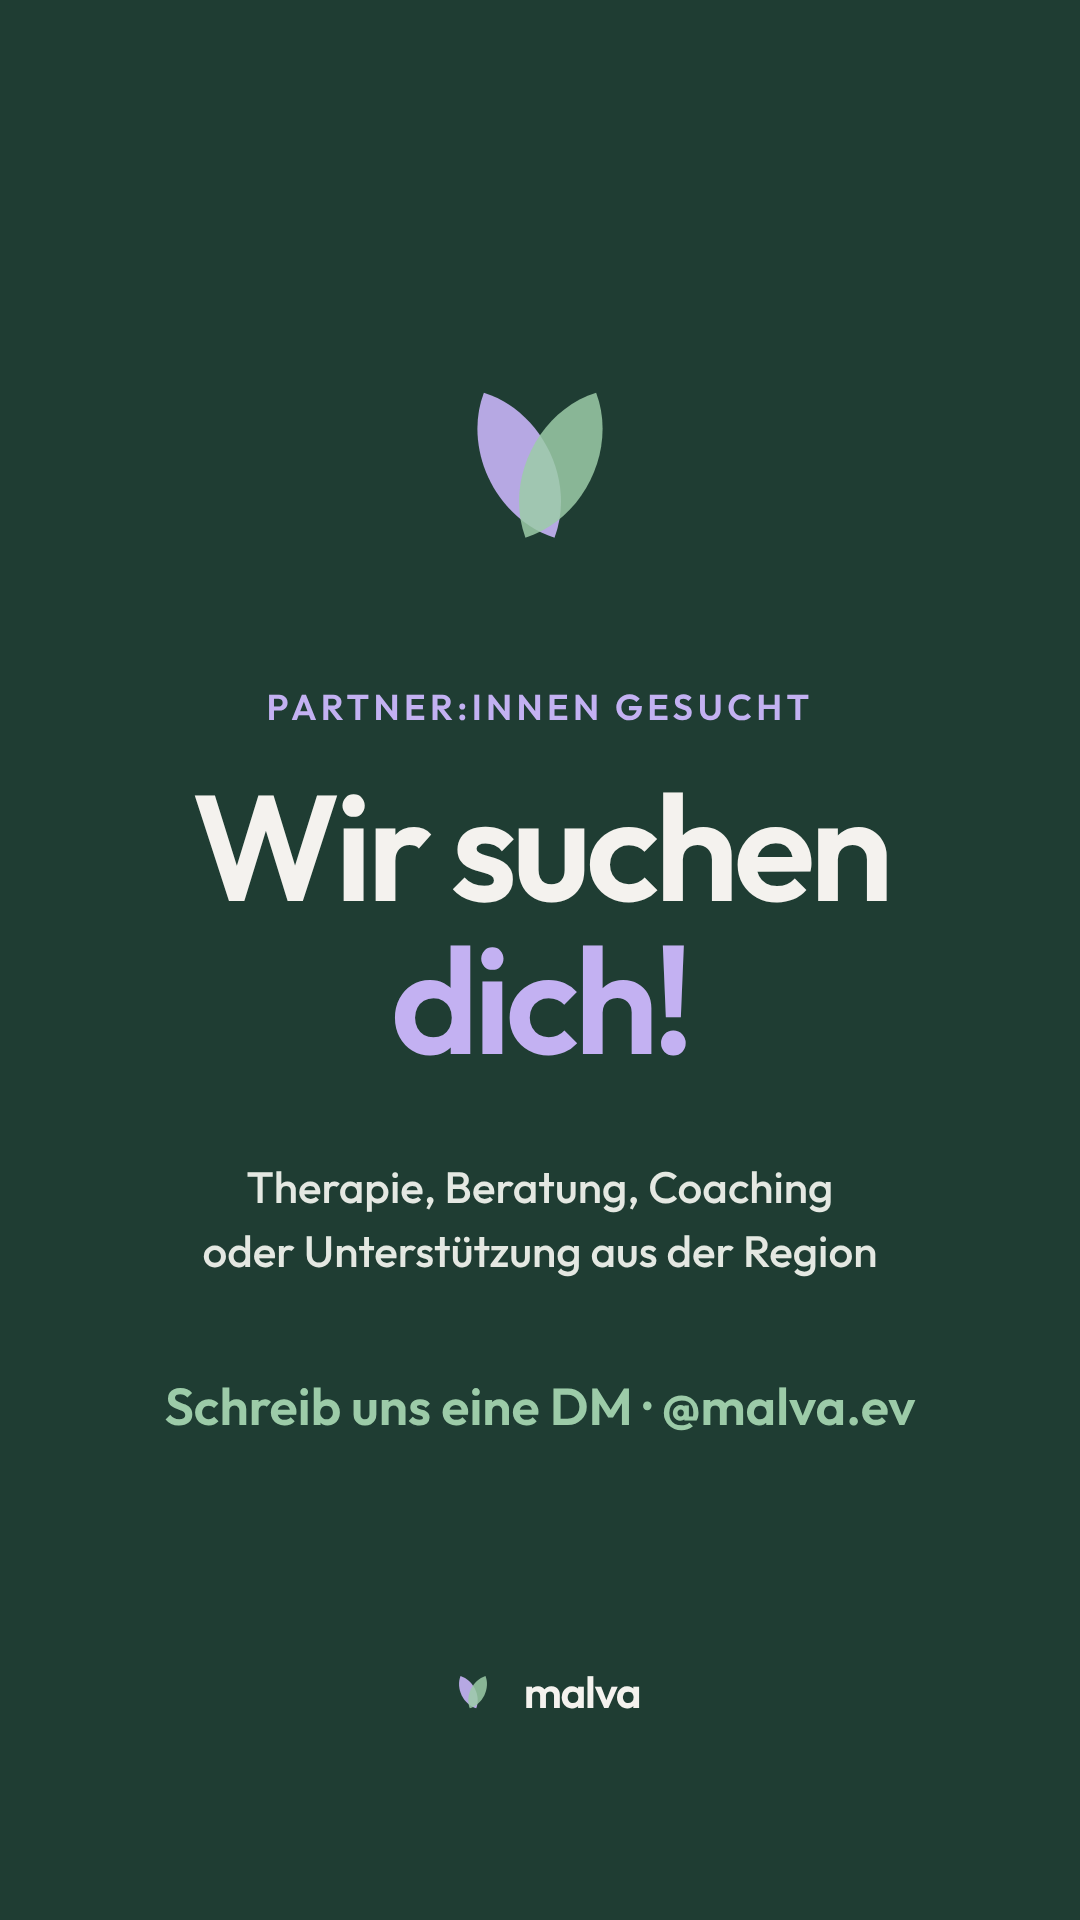 PARTNER:INNEN GESUCHT
Wir suchen
dich!
Therapie, Beratung, Coaching
oder Unterstützung aus der Region
Schreib uns eine DM · @malva.ev
malva